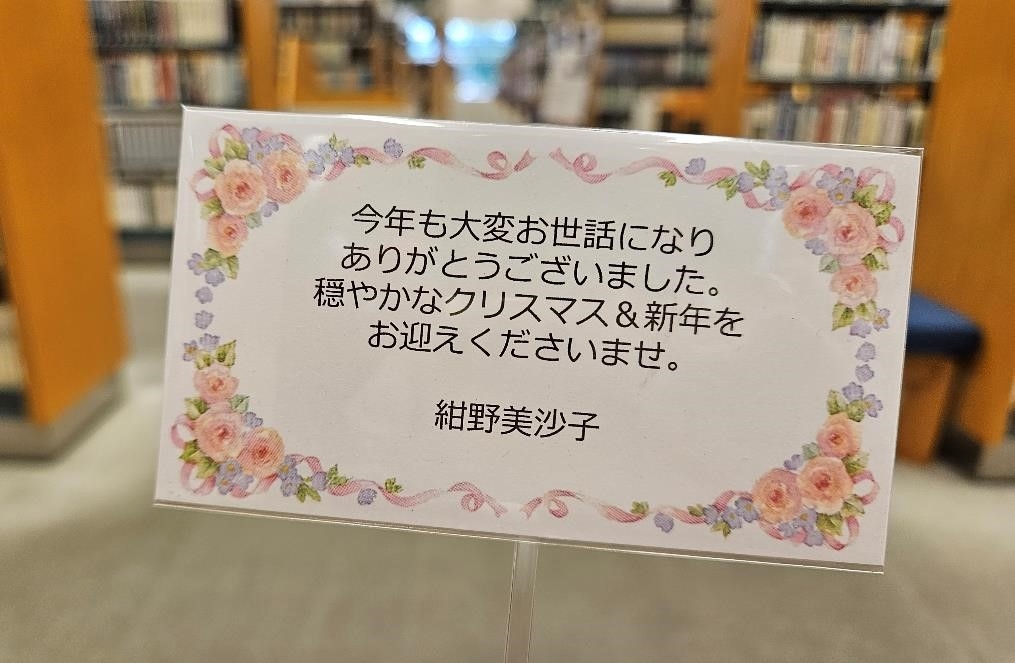 今年も大変お世話になり
ありがとうございました。
穏やかなクリスマス&新年を
お迎えくださいませ。
紺野美沙子